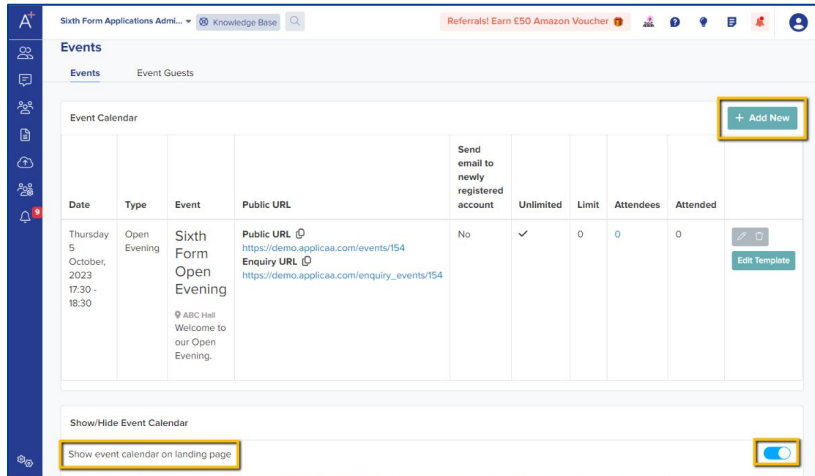 A+
Sixth Form Applications Admi...
Knowledge Base
Referrals! Earn £50 Amazon Voucher
Events
Events
Event Guests
Event Calendar
+ Add New
Date
Type
Event
Public URL
Send
email to
newly
registered
account
Unlimited
Limit
Attendees
Attended
Thursday
5
October,
2023
17:30 -
18:30
Open
Evening
Sixth
Form
Open
Evening
ABC Hall
Welcome to
our Open
Evening.
Public URL
https://demo.applicaa.com/events/154
Enquiry URL
https://demo.applicaa.com/enquiry_events/154
No
0
0
0
Edit Template
9
Show/Hide Event Calendar
Show event calendar on landing page